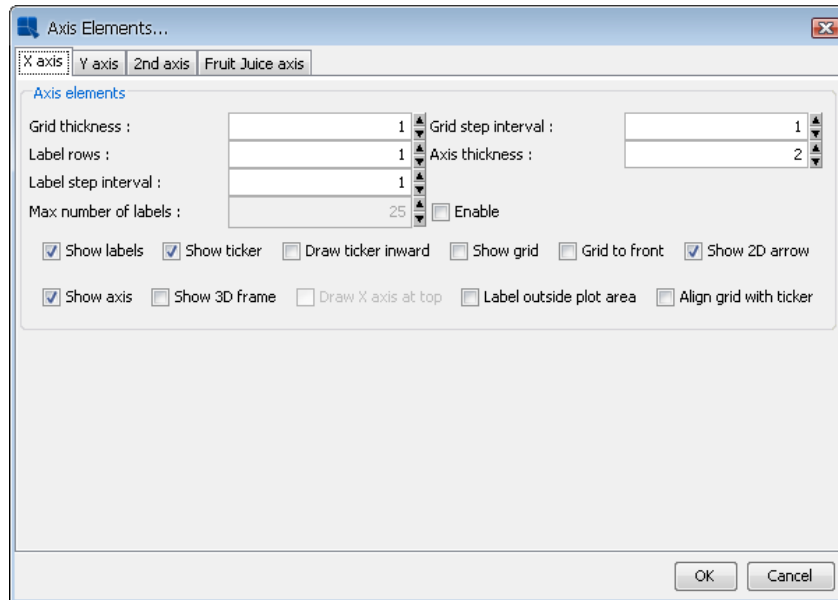 Axis Elements...
X axis Y axis 2nd axis Fruit Juice axis
Axis elements
Grid thickness : 1 Grid step interval : 1
Label rows : 1 Axis thickness : 2
Label step interval : 1
Max number of labels : 25 Enable
Show labels Show ticker Draw ticker inward Show grid Grid to front Show 2D arrow
Show axis Show 3D frame Draw X axis at top Label outside plot area Align grid with ticker
OK Cancel